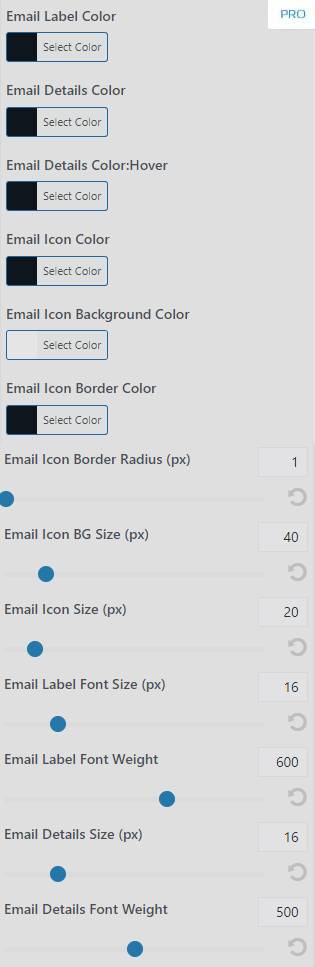 Email Label Color
PRO
Select Color
Email Details Color
Select Color
Email Details Color:Hover
Select Color
Email Icon Color
Select Color
Email Icon Background Color
Select Color
Email Icon Border Color
Select Color
Email Icon Border Radius (px)
1
Email Icon BG Size (px)
40
Email Icon Size (px)
20
Email Label Font Size (px)
16
Email Label Font Weight
600
Email Details Size (px)
16
Email Details Font Weight
500